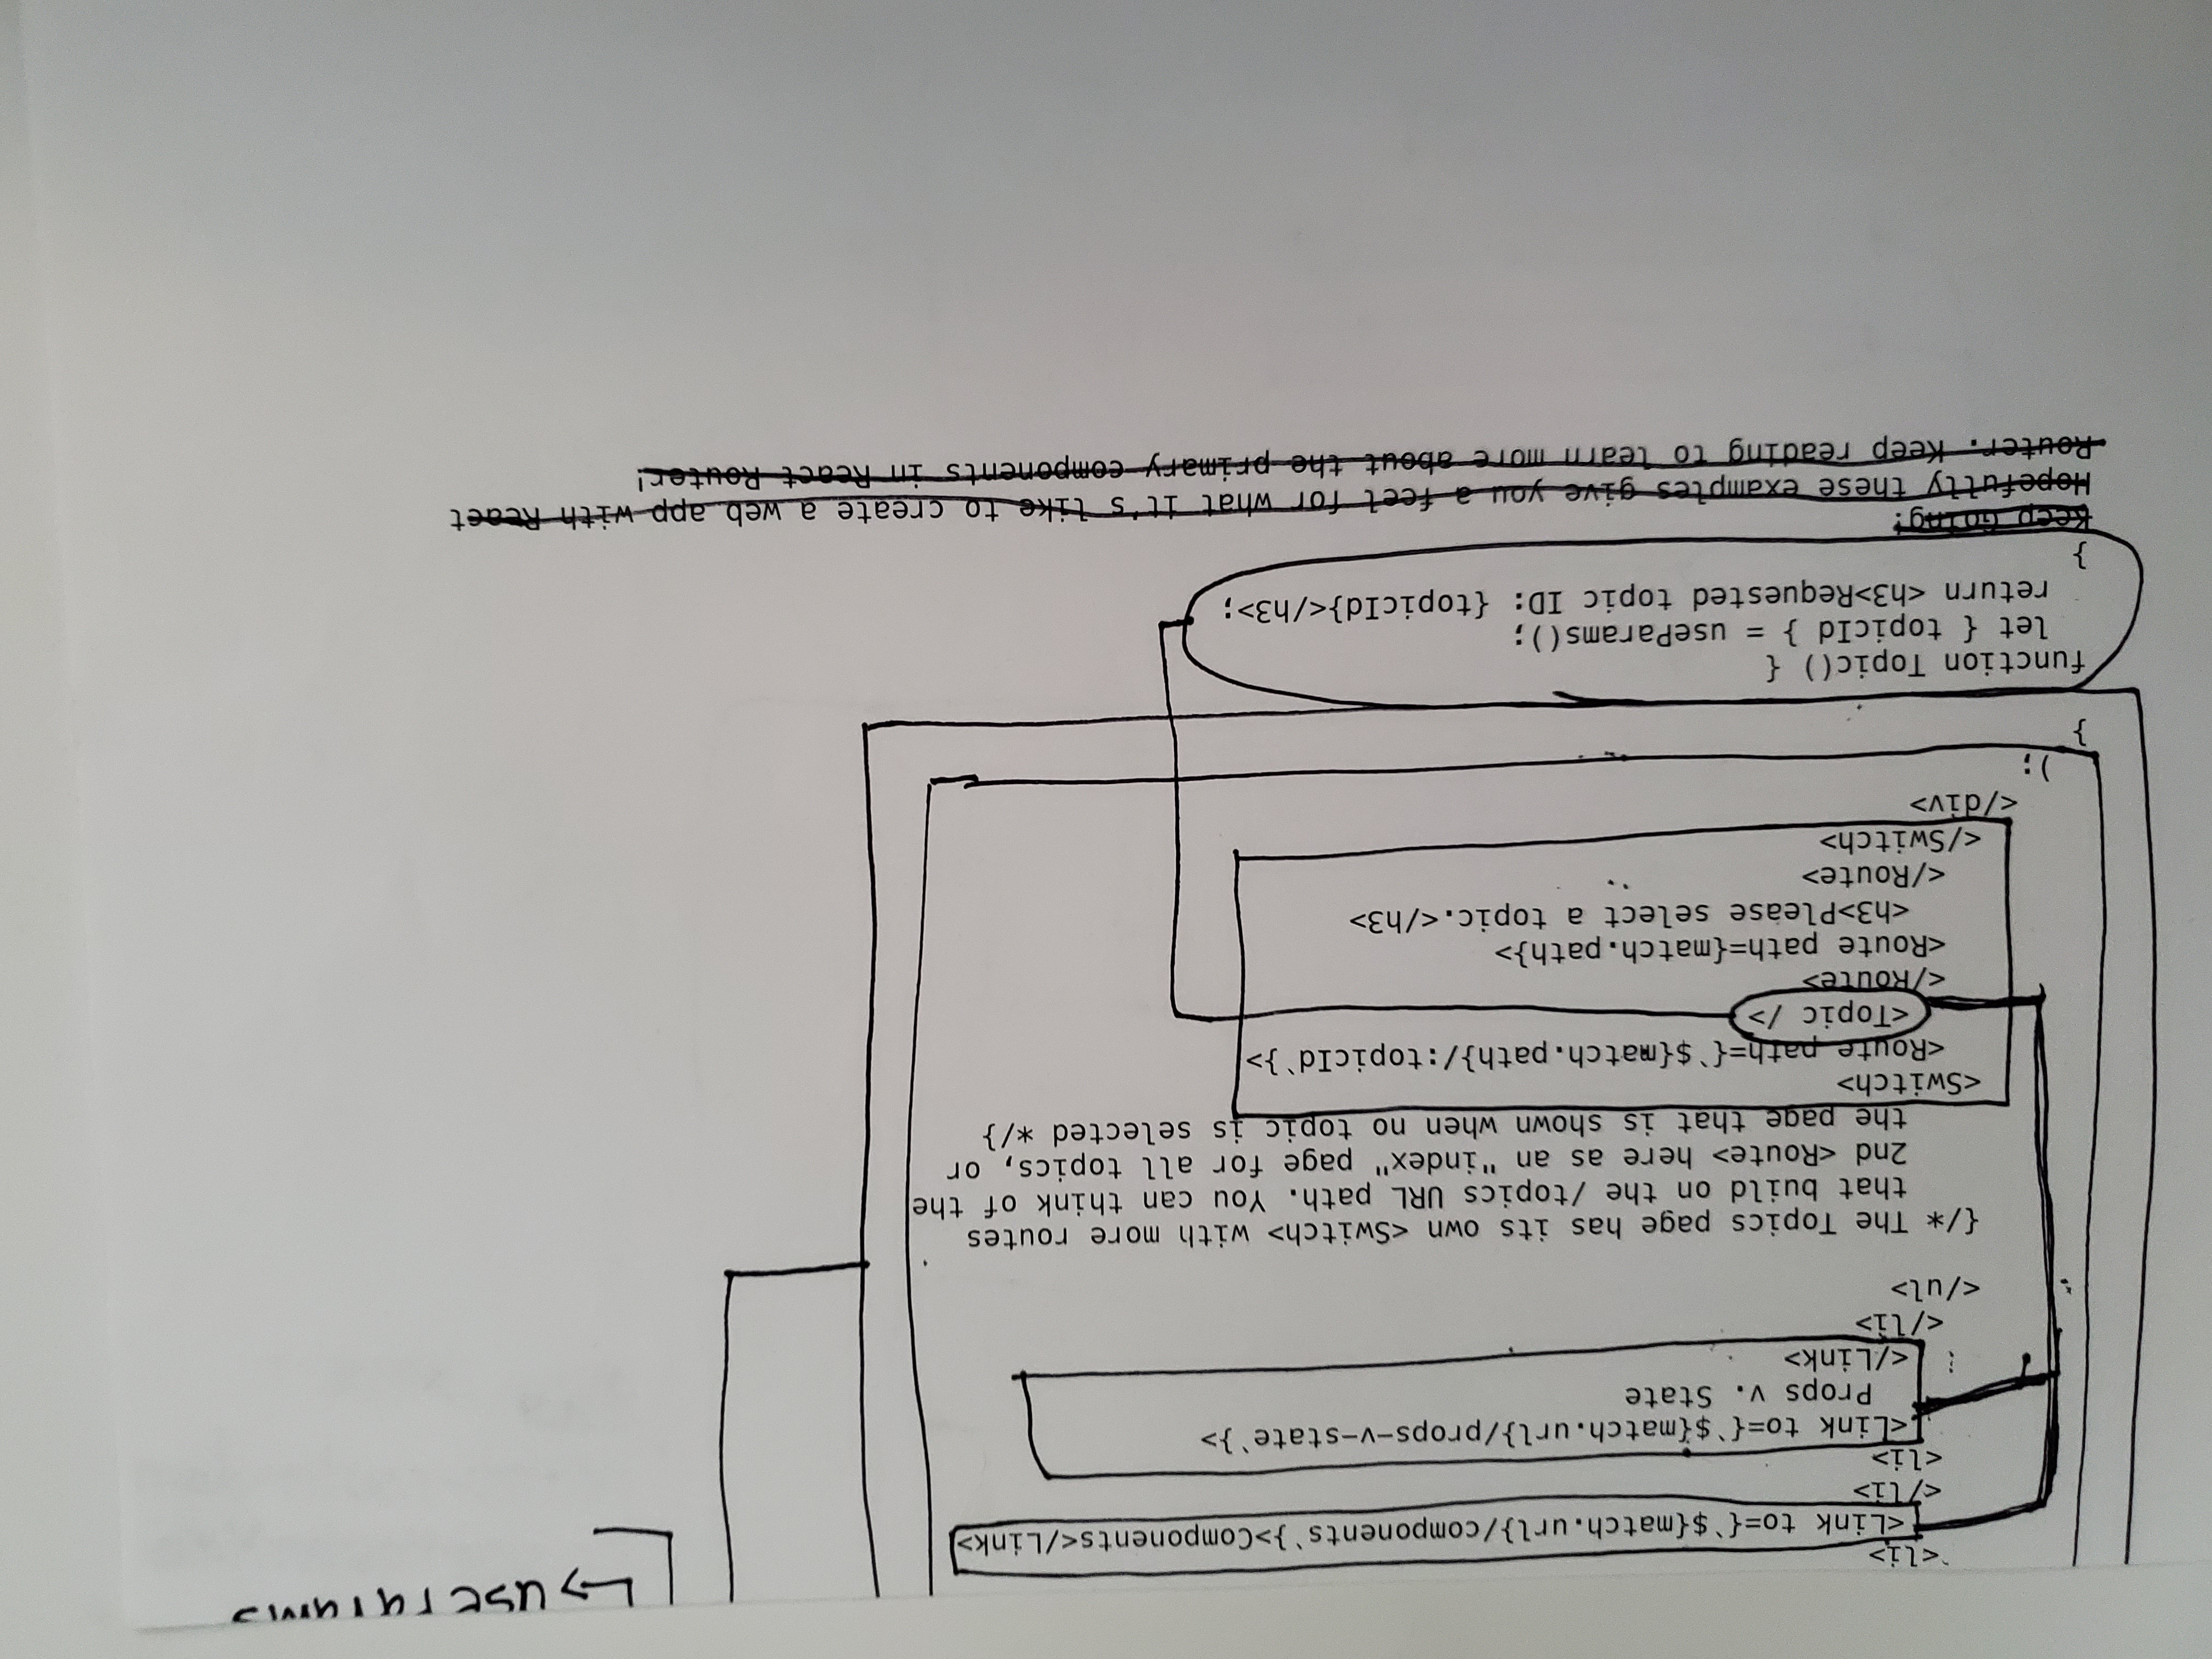 useParams
<li>
<Link to={`${match.url}/components`}>Components</Link>
</li>
<li>
<Link to={`${match.url}/props-v-state`}>
Props v. State
</Link>
</li>
</ul>
{/* The Topics page has its own <Switch> with more routes
that build on the /topics URL path. You can think of the
2nd <Route> here as an "index" page for all topics, or
the page that is shown when no topic is selected */}
<Switch>
<Route path={`${match.path}/:topicId`}>
<Topic />
</Route>
<Route path={match.path}>
<h3>Please select a topic.</h3>
</Route>
</Switch>
</div>
);
}
function Topic() {
let { topicId } = useParams();
return <h3>Requested topic ID: {topicId}</h3>;
}
Keep Going!
Hopefully these examples give you a feel for what it's like to create a web app with React
Router. Keep reading to learn more about the primary components in React Router!